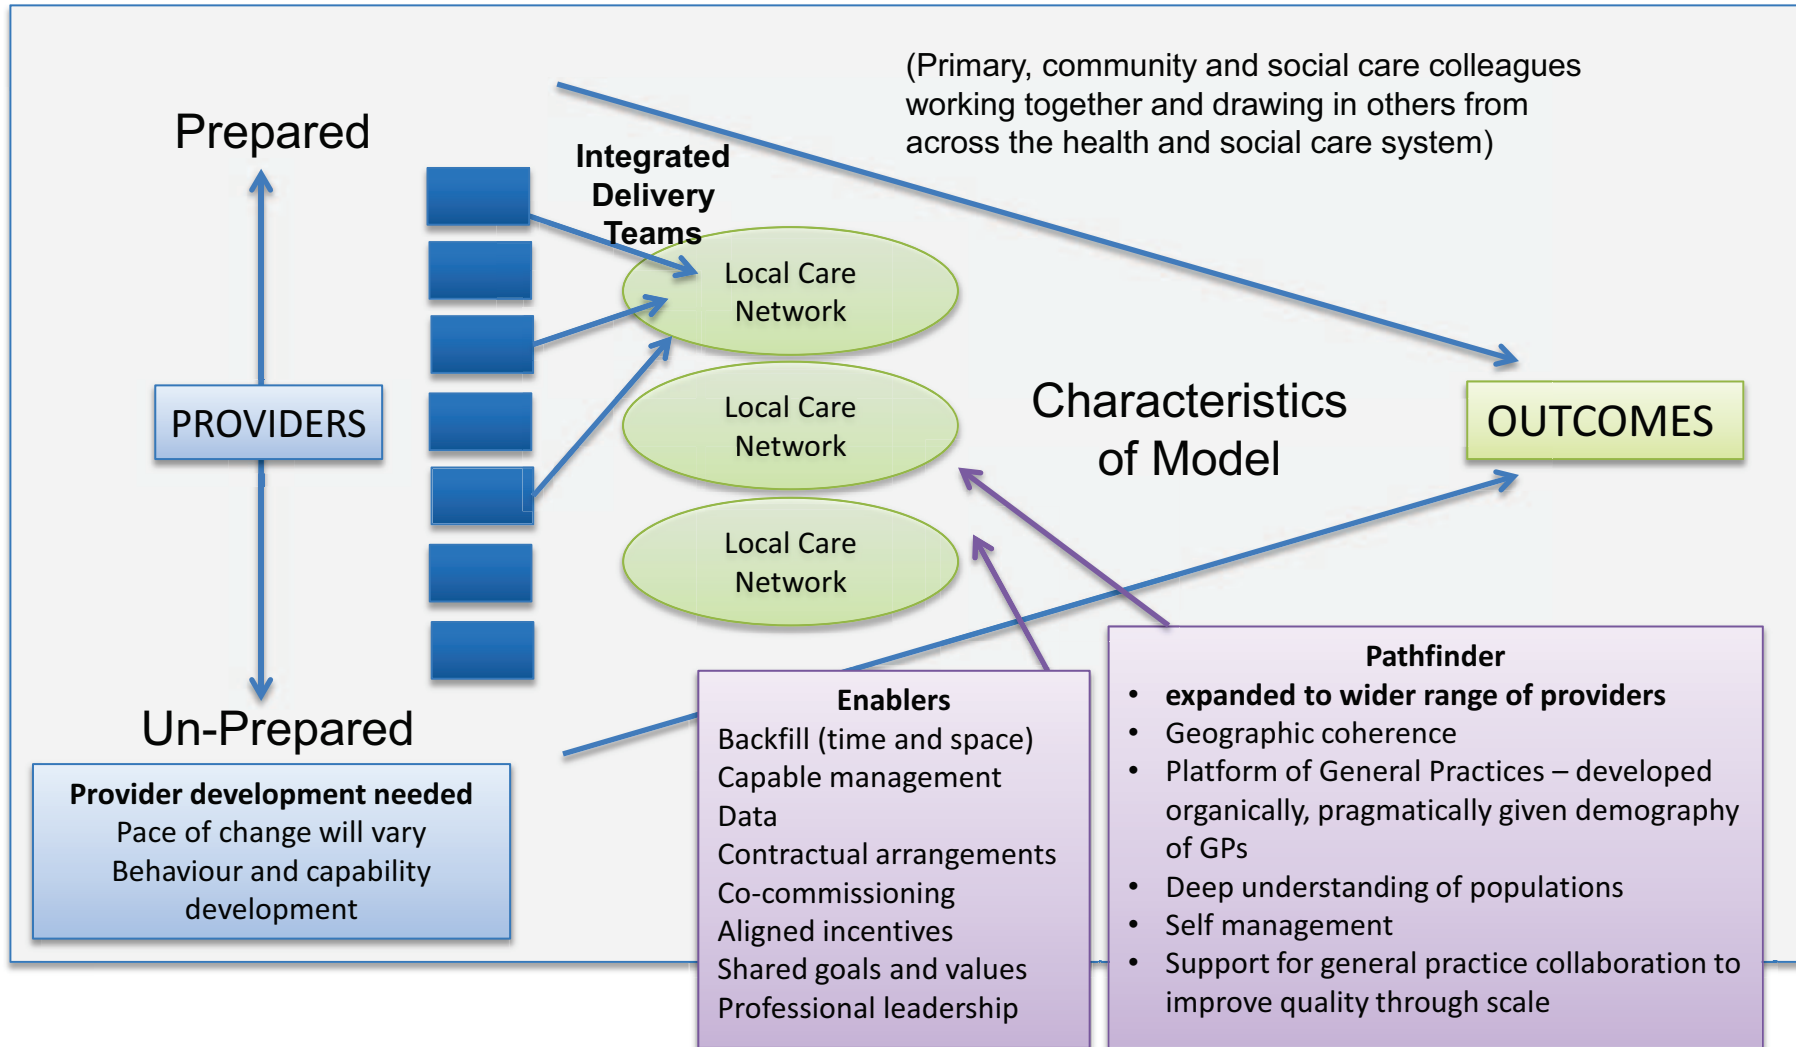 (Primary, community and social care colleagues
working together and drawing in others from
across the health and social care system)
Prepared
Integrated
Delivery
Teams
Local Care
Network
PROVIDERS
Local Care
Network
Characteristics
of Model
OUTCOMES
Local Care
Network
Un-Prepared
Provider development needed
Pace of change will vary
Behaviour and capability
development
Enablers
Backfill (time and space)
Capable management
Data
Contractual arrangements
Co-commissioning
Aligned incentives
Shared goals and values
Professional leadership
Pathfinder
• expanded to wider range of providers
• Geographic coherence
• Platform of General Practices – developed
organically, pragmatically given demography
of GPs
• Deep understanding of populations
• Self management
• Support for general practice collaboration to
improve quality through scale